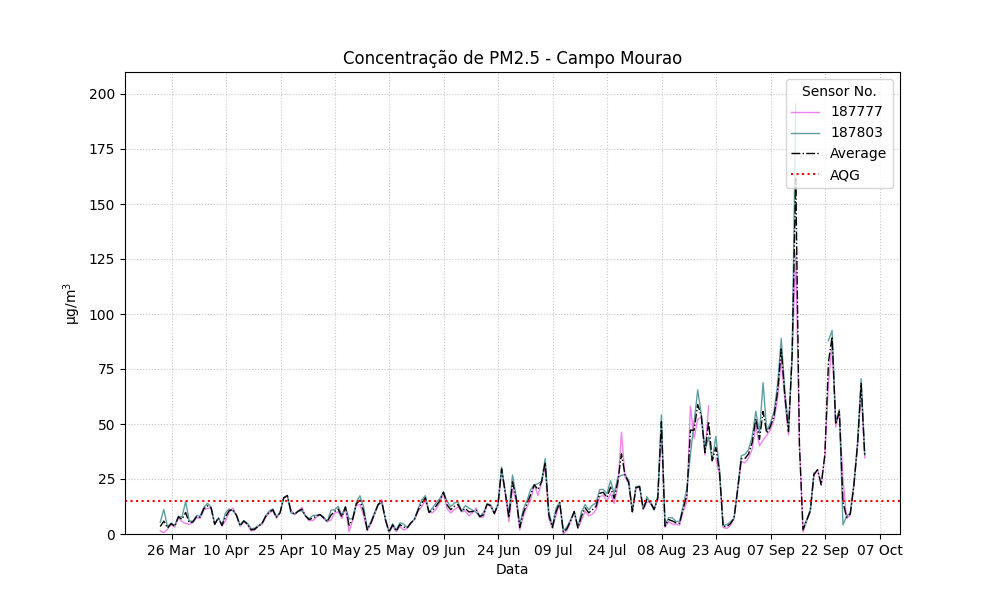 Concentração de PM2.5 - Campo Mourao
Sensor No.
187777
187803
Average
AQG
200
175
150
125
100
75
50
25
0
µg/m³
26 Mar 10 Apr 25 Apr 10 May 25 May 09 Jun 24 Jun 09 Jul 24 Jul 08 Aug 23 Aug 07 Sep 22 Sep 07 Oct
Data